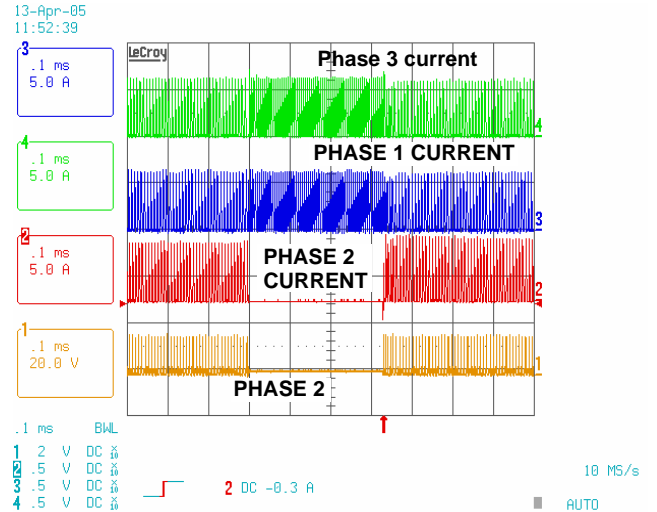 13-Apr-05
11:52:39
3
.1 ms
5.0 A
4
.1 ms
5.0 A
2
.1 ms
5.0 A
1
.1 ms
20.0 V
LeCroy
Phase 3 current
4
PHASE 1 CURRENT
3
PHASE 2
CURRENT
2
1
PHASE 2
.1 ms BWL
1 2 V DC X10
2 .5 V DC X10
3 .5 V DC X10
4 .5 V DC X10
2 DC -0.3 A
10 MS/s
AUTO